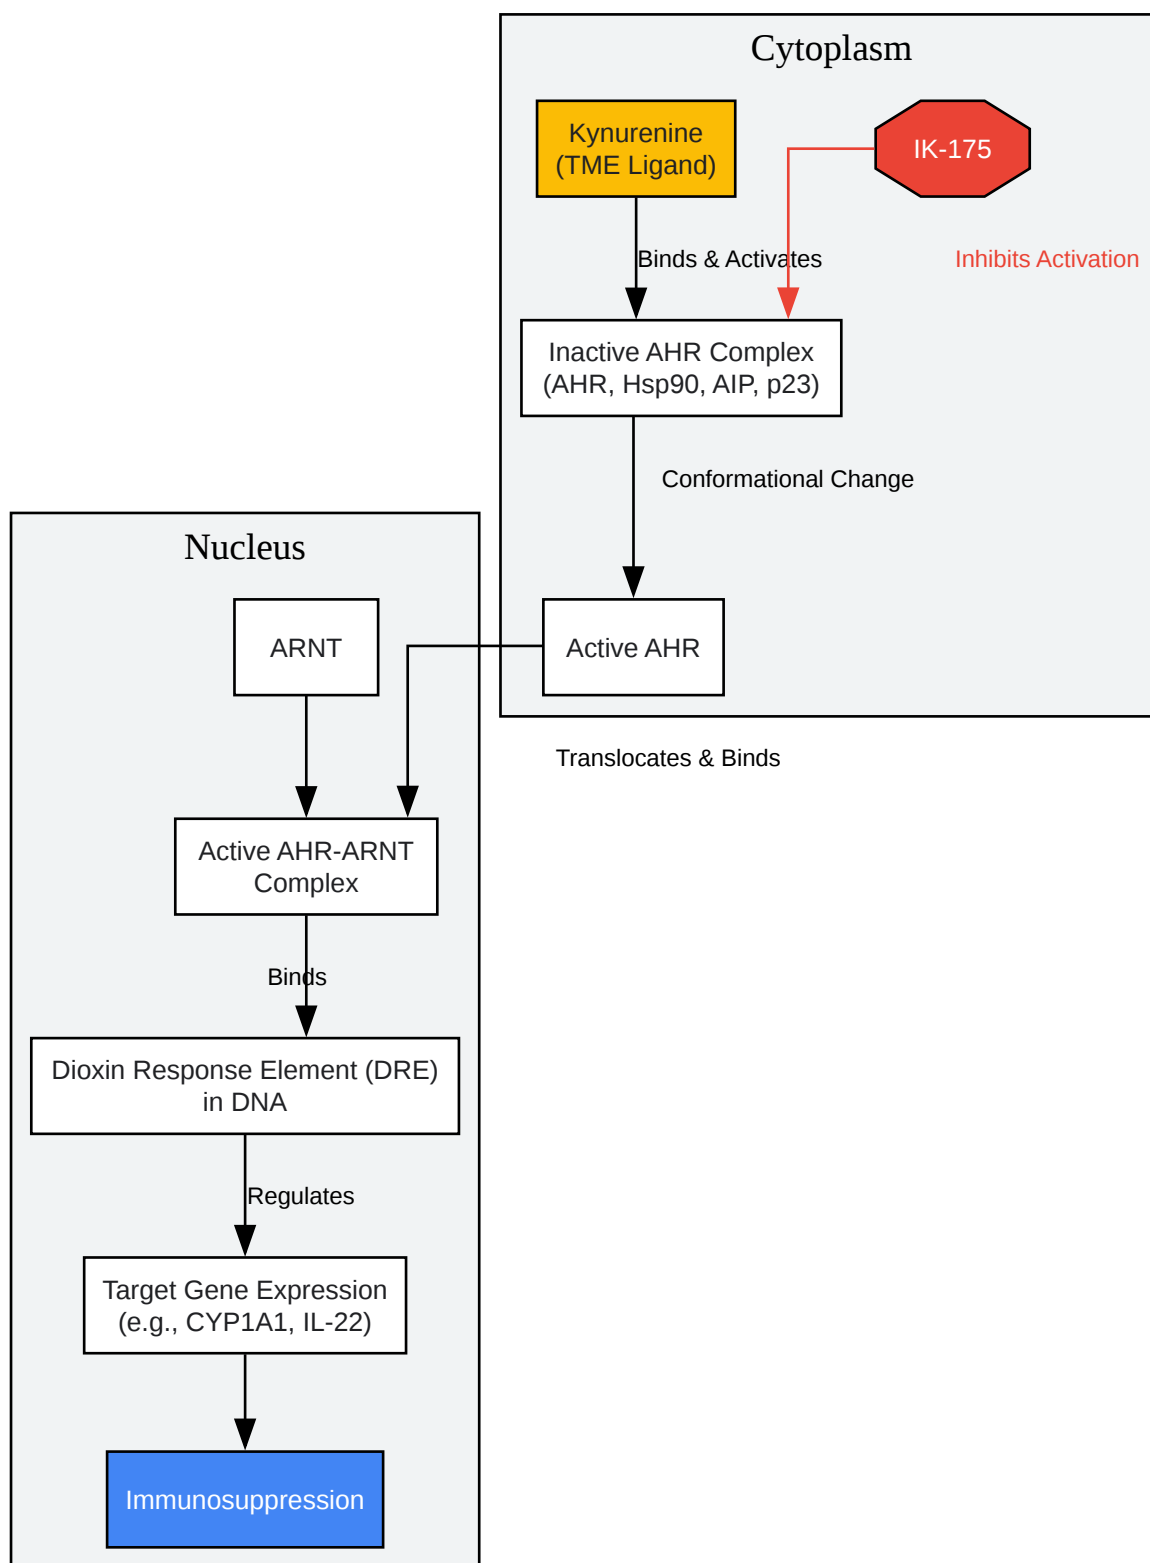 Cytoplasm
Kynurenine
(TME Ligand)
IK-175
Binds & Activates
Inhibits Activation
Inactive AHR Complex
(AHR, Hsp90, AIP, p23)
Conformational Change
Active AHR
Translocates & Binds
Nucleus
ARNT
Active AHR-ARNT
Complex
Binds
Dioxin Response Element (DRE)
in DNA
Regulates
Target Gene Expression
(e.g., CYP1A1, IL-22)
Immunosuppression